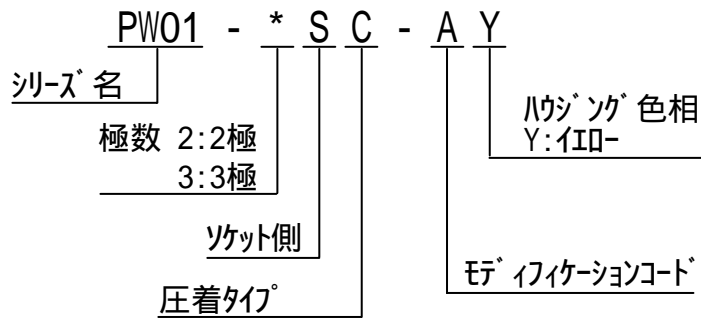 PW01 - * S C - A Y
ｼﾘｰｽﾞ名
ﾊｳｼﾞﾝｸﾞ色相
Y:ｲｴﾛｰ
極数 2:2極
3:3極
ｿｹｯﾄ側
ﾓﾃﾞｨﾌｨｹｰｼｮﾝｺｰﾄﾞ
圧着ﾀｲﾌﾟ